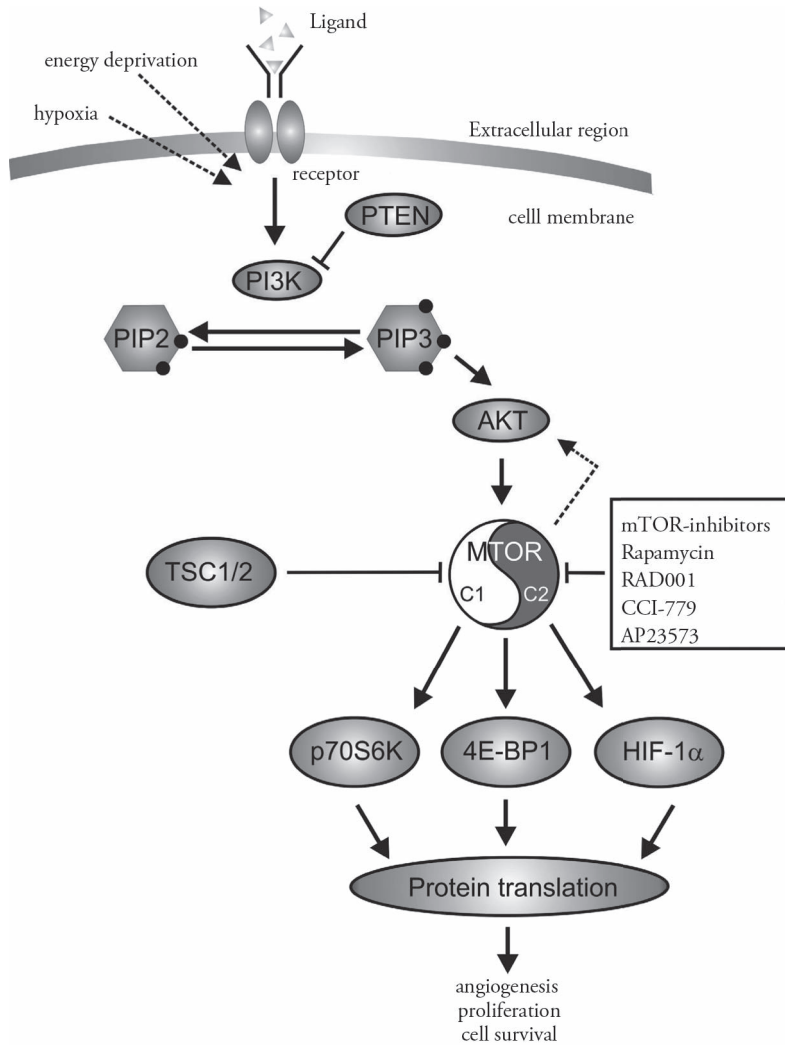 Ligand
energy deprivation
hypoxia
Extracellular region
receptor
PTEN
celll membrane
PI3K
PIP2
PIP3
AKT
mTOR-inhibitors
Rapamycin
RAD001
CCI-779
AP23573
MTOR
C1
C2
TSC1/2
p70S6K
4E-BP1
HIF-1α
Protein translation
angiogenesis
proliferation
cell survival